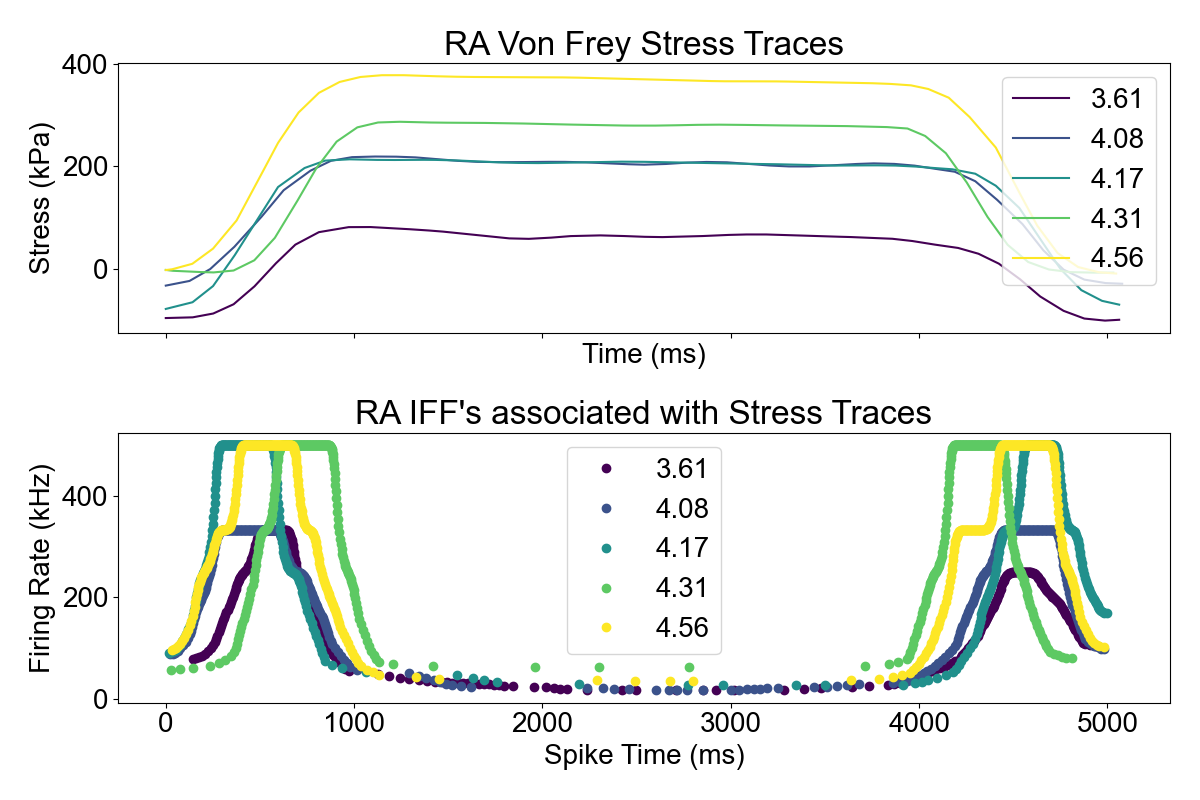 RA Von Frey Stress Traces
400
200
0
Stress (kPa)
3.61
4.08
4.17
4.31
4.56
Time (ms)
RA IFF's associated with Stress Traces
400
200
0
Firing Rate (kHz)
3.61
4.08
4.17
4.31
4.56
0 1000 2000 3000 4000 5000
Spike Time (ms)